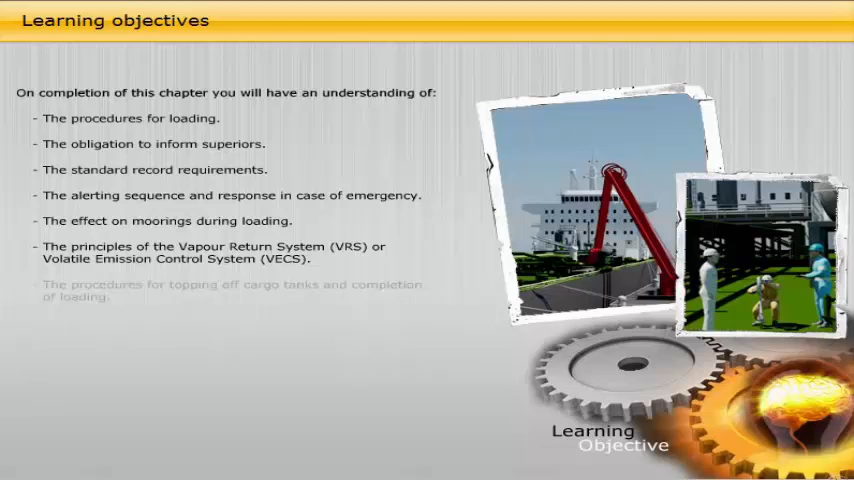 Learning objectives
On completion of this chapter you will have an understanding of:
- The procedures for loading.
- The obligation to inform superiors.
- The standard record requirements.
- The alerting sequence and response in case of emergency.
- The effect on moorings during loading.
- The principles of the Vapour Return System (VRS) or
Volatile Emission Control System (VECS).
- The procedures for topping off cargo tanks and completion
of loading.
Learning
Objective